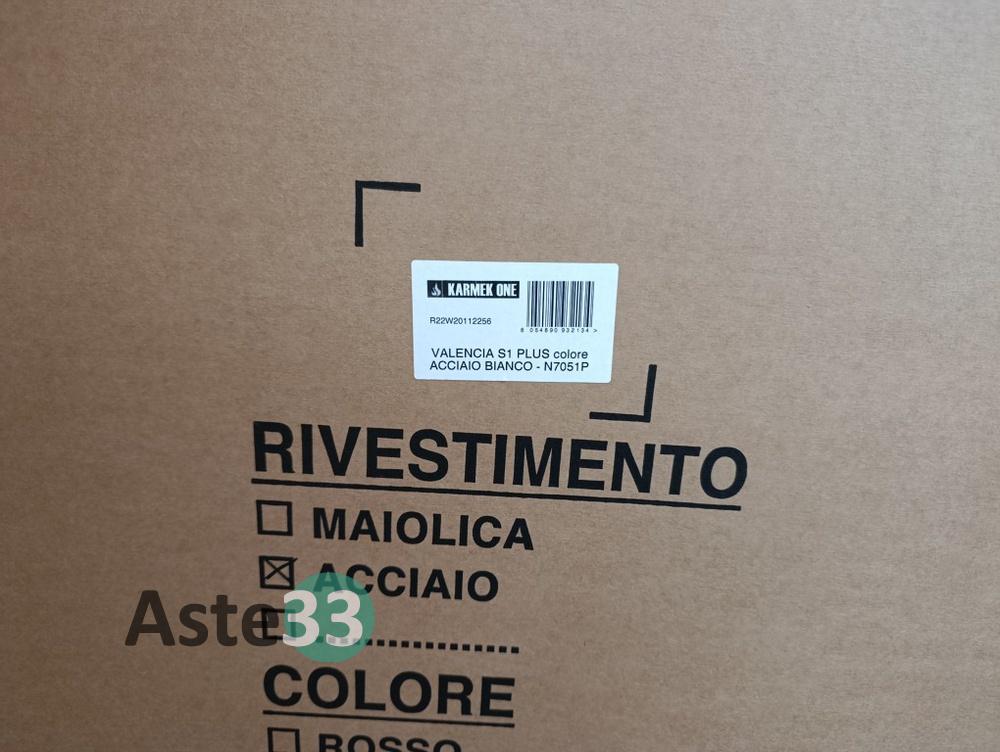 KARMEK ONE
R22W20112256
8 054890 932134 >
VALENCIA S1 PLUS colore
ACCIAIO BIANCO - N7051P
RIVESTIMENTO
MAIOLICA
ACCIAIO
Aste33
....................
COLORE
ROSSO